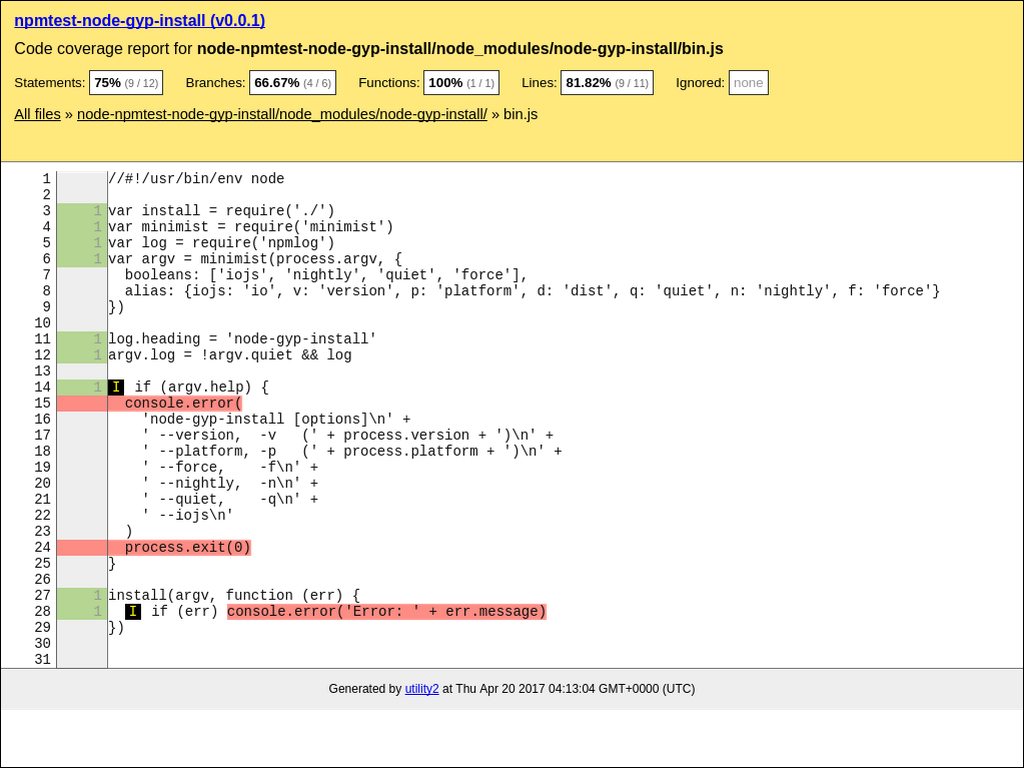 npmtest-node-gyp-install (v0.0.1)
Code coverage report for node-npmtest-node-gyp-install/node_modules/node-gyp-install/bin.js
Statements: 75% (9 / 12) Branches: 66.67% (4 / 6) Functions: 100% (1 / 1) Lines: 81.82% (9 / 11) Ignored: none
All files » node-npmtest-node-gyp-install/node_modules/node-gyp-install/ » bin.js
1 //#!/usr/bin/env node
2
3 1 var install = require('./')
4 1 var minimist = require('minimist')
5 1 var log = require('npmlog')
6 1 var argv = minimist(process.argv, {
7   booleans: ['iojs', 'nightly', 'quiet', 'force'],
8   alias: {iojs: 'io', v: 'version', p: 'platform', d: 'dist', q: 'quiet', n: 'nightly', f: 'force'}
9 })
10
11 1 log.heading = 'node-gyp-install'
12 1 argv.log = !argv.quiet && log
13
14 1 I if (argv.help) {
15   console.error(
16     'node-gyp-install [options]\n' +
17     ' --version,  -v   (' + process.version + ')\n' +
18     ' --platform, -p   (' + process.platform + ')\n' +
19     ' --force,    -f\n' +
20     ' --nightly,  -n\n' +
21     ' --quiet,    -q\n' +
22     ' --iojs\n'
23   )
24   process.exit(0)
25 }
26
27 1 install(argv, function (err) {
28 1   I if (err) console.error('Error: ' + err.message)
29 })
30
31
Generated by utility2 at Thu Apr 20 2017 04:13:04 GMT+0000 (UTC)